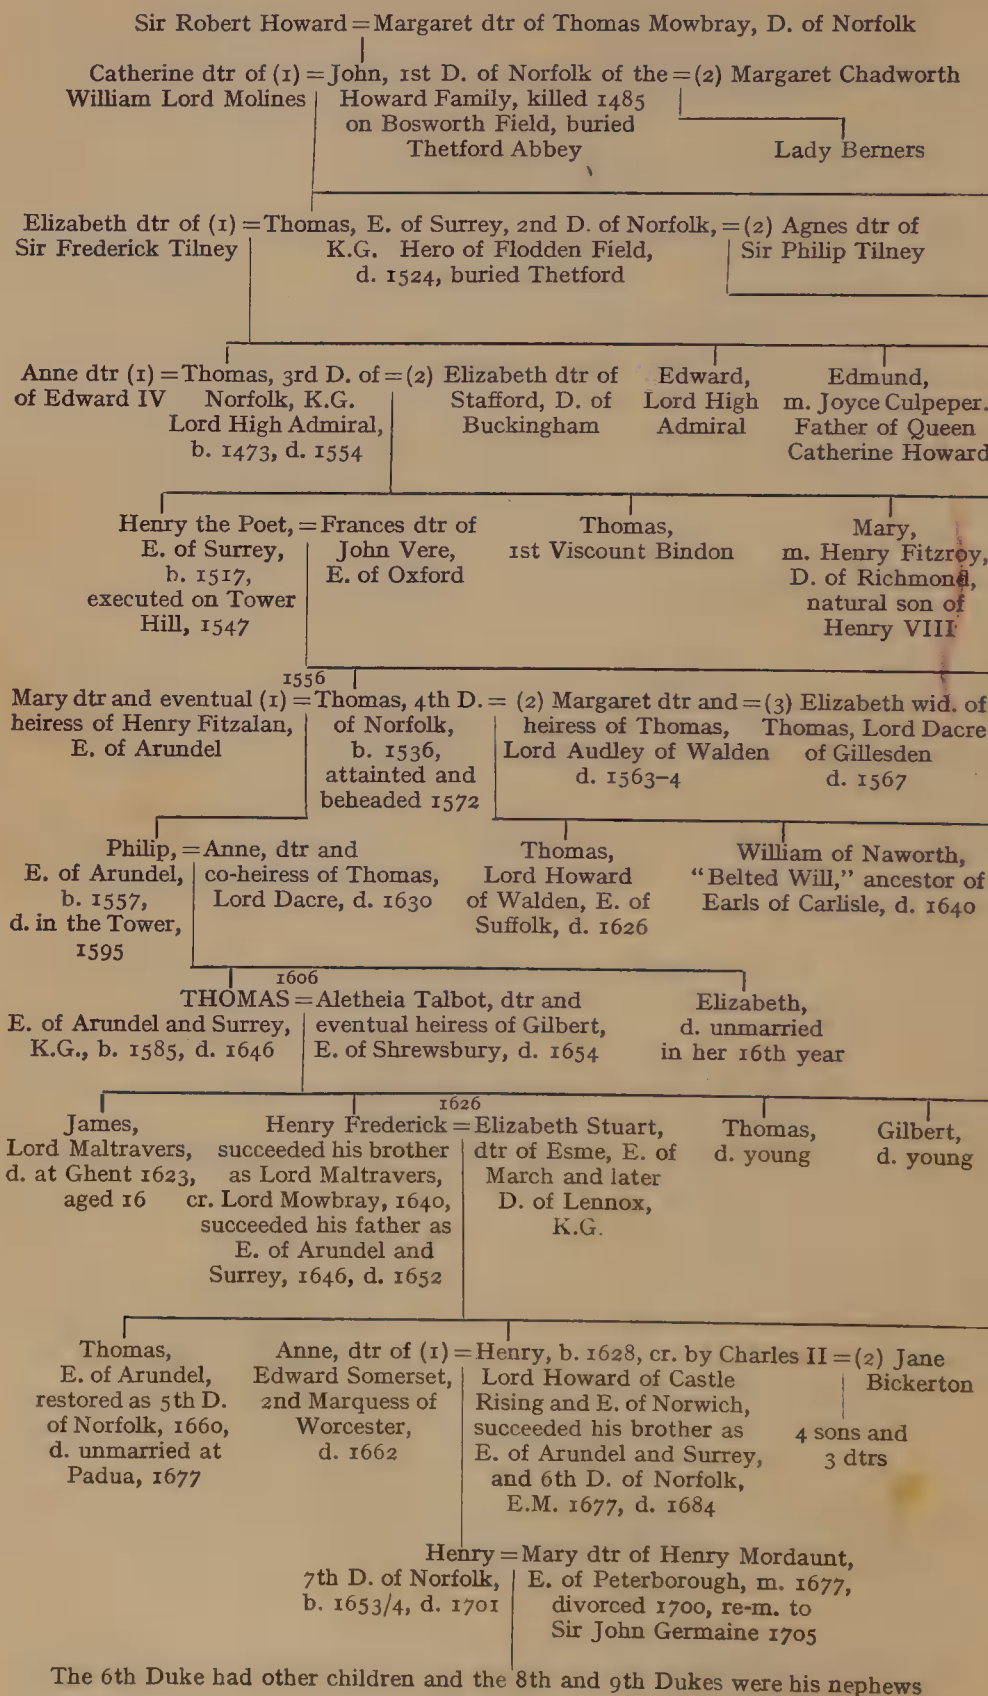 Sir Robert Howard = Margaret dtr of Thomas Mowbray, D. of Norfolk
Catherine dtr of (1) = John, 1st D. of Norfolk of the = (2) Margaret Chadworth
William Lord Molines Howard Family, killed 1485
on Bosworth Field, buried
Thetford Abbey Lady Berners
Elizabeth dtr of (1) = Thomas, E. of Surrey, 2nd D. of Norfolk, = (2) Agnes dtr of
Sir Frederick Tilney K.G. Hero of Flodden Field, Sir Philip Tilney
d. 1524, buried Thetford
Anne dtr (1) = Thomas, 3rd D. of = (2) Elizabeth dtr of Edward, Edmund,
of Edward IV Norfolk, K.G. Stafford, D. of Lord High m. Joyce Culpeper.
Lord High Admiral, Buckingham Admiral Father of Queen
b. 1473, d. 1554 Catherine Howard
Henry the Poet, = Frances dtr of Thomas, Mary,
E. of Surrey, John Vere, 1st Viscount Bindon m. Henry Fitzroy,
b. 1517, E. of Oxford D. of Richmond,
executed on Tower natural son of
Hill, 1547 Henry VIII
1556
Mary dtr and eventual (1) = Thomas, 4th D. = (2) Margaret dtr and = (3) Elizabeth wid. of
heiress of Henry Fitzalan, of Norfolk, heiress of Thomas, Thomas, Lord Dacre
E. of Arundel b. 1536, Lord Audley of Walden of Gillesden
attainted and d. 1563–4 d. 1567
beheaded 1572
Philip, = Anne, dtr and Thomas, William of Naworth,
E. of Arundel, co-heiress of Thomas, Lord Howard "Belted Will," ancestor of
b. 1557, Lord Dacre, d. 1630 of Walden, E. of Earls of Carlisle, d. 1640
d. in the Tower, Suffolk, d. 1626
1595
1606
THOMAS = Aletheia Talbot, dtr and Elizabeth,
E. of Arundel and Surrey, eventual heiress of Gilbert, d. unmarried
K.G., b. 1585, d. 1646 E. of Shrewsbury, d. 1654 in her 16th year
1626
James, Henry Frederick = Elizabeth Stuart, Thomas, Gilbert,
Lord Maltravers, succeeded his brother dtr of Esme, E. of d. young d. young
d. at Ghent 1623, as Lord Maltravers, March and later
aged 16 cr. Lord Mowbray, 1640, D. of Lennox,
succeeded his father as K.G.
E. of Arundel and
Surrey, 1646, d. 1652
Thomas, Anne, dtr of (1) = Henry, b. 1628, cr. by Charles II = (2) Jane
E. of Arundel, Edward Somerset, Lord Howard of Castle Bickerton
restored as 5th D. 2nd Marquess of Rising and E. of Norwich,
of Norfolk, 1660, Worcester, succeeded his brother as 4 sons and
d. unmarried at d. 1662 E. of Arundel and Surrey, 3 dtrs
Padua, 1677 and 6th D. of Norfolk,
E.M. 1677, d. 1684
Henry = Mary dtr of Henry Mordaunt,
7th D. of Norfolk, E. of Peterborough, m. 1677,
b. 1653/4, d. 1701 divorced 1700, re-m. to
Sir John Germaine 1705
The 6th Duke had other children and the 8th and 9th Dukes were his nephews